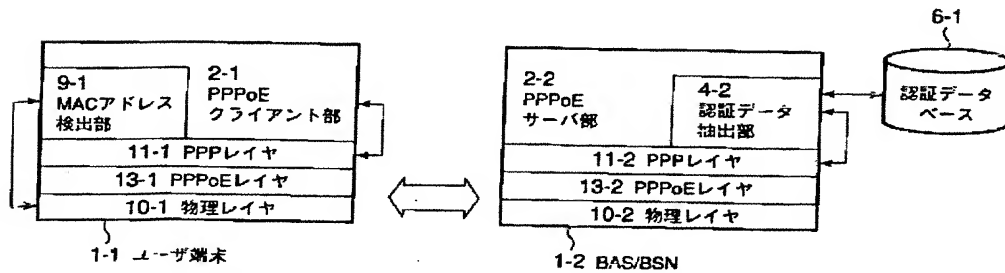 6-1
9-1
MACアドレス
検出部
2-1
PPPoE
クライアント部
11-1 PPPレイヤ
13-1 PPPoEレイヤ
10-1 物理レイヤ
1-1 ユーザ端末
2-2
PPPoE
サーバ部
4-2
認証データ
抽出部
11-2 PPPレイヤ
13-2 PPPoEレイヤ
10-2 物理レイヤ
1-2 BAS/BSN
認証データ
ベース